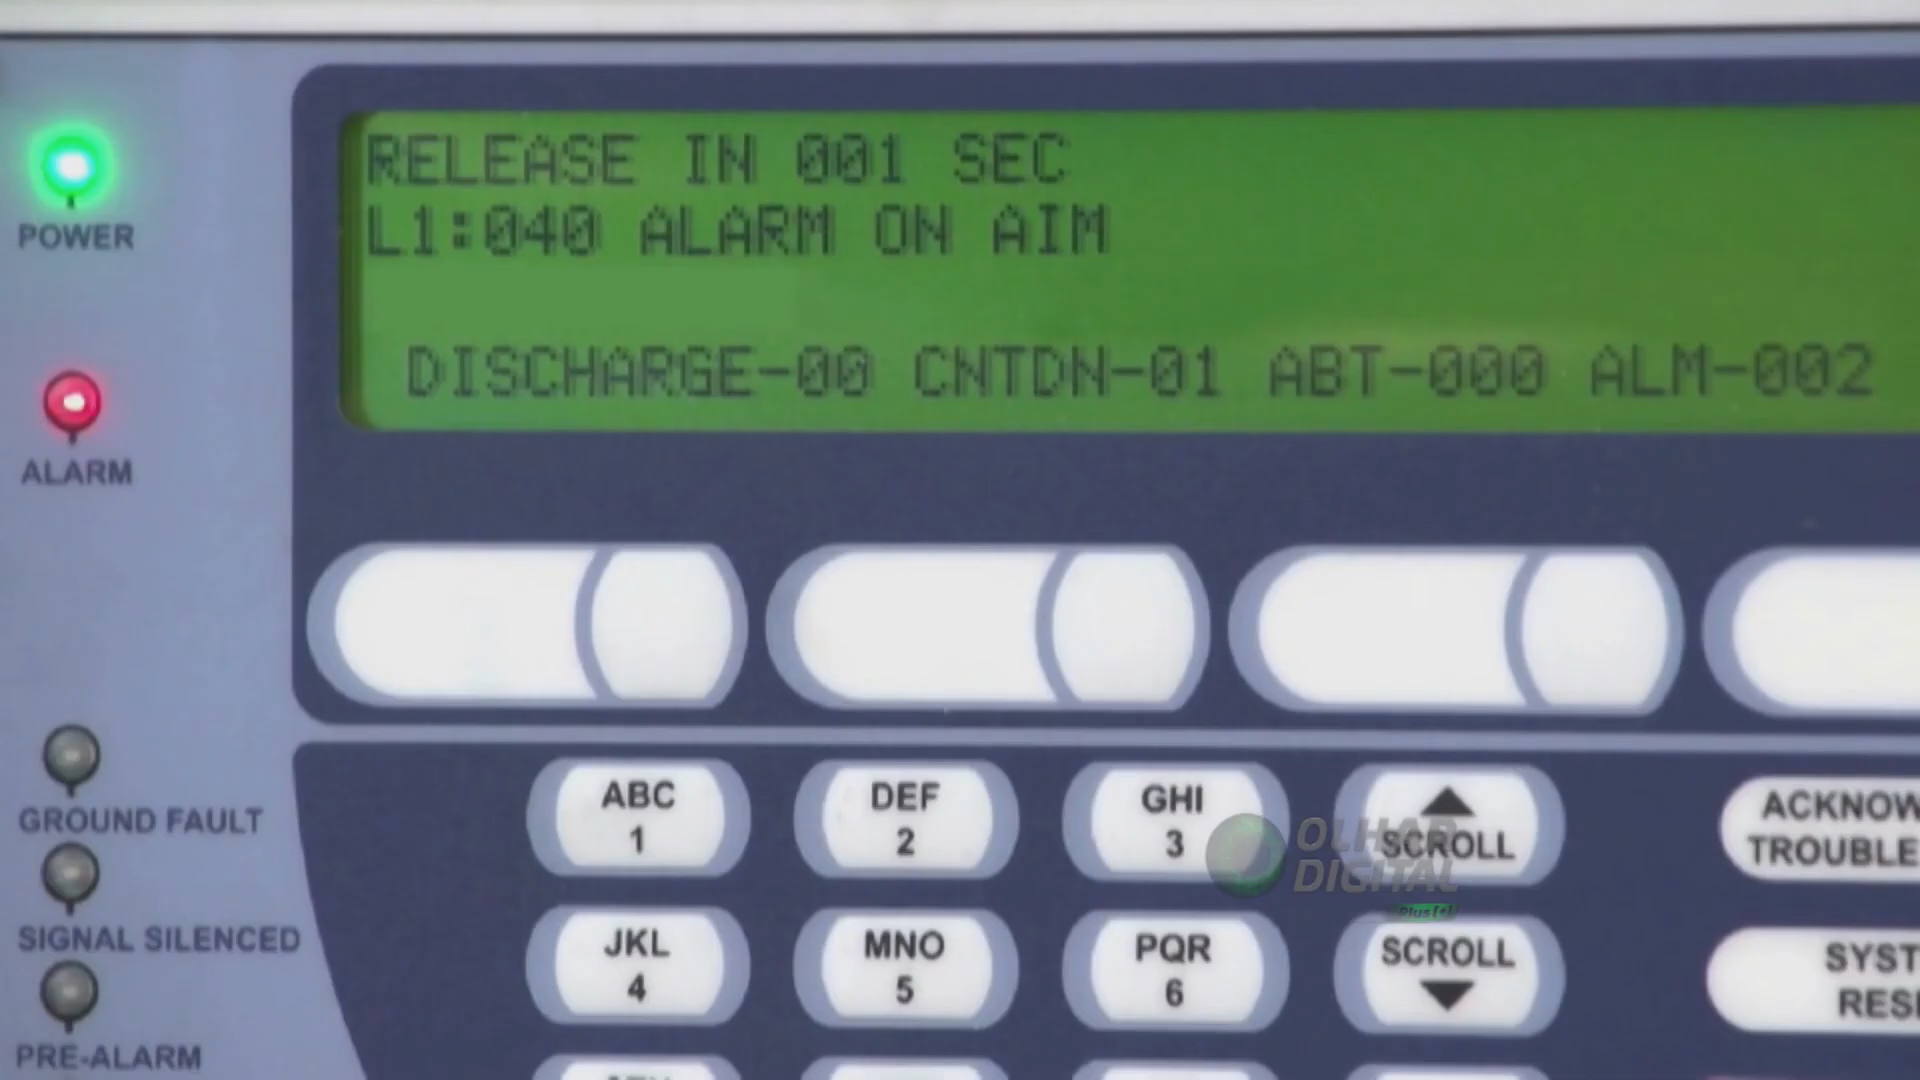 RELEASE IN 001 SEC
L1:040 ALARM ON AIM
DISCHARGE-00 CNTDN-01 ABT-000 ALM-002
POWER
ALARM
GROUND FAULT
SIGNAL SILENCED
PRE-ALARM
ABC
1
DEF
2
GHI
3
SCROLL
ACKNOW
TROUBLE
JKL
4
MNO
5
PQR
6
SCROLL
SYST
RESE
OLHAR
DIGITAL
Plus[+]